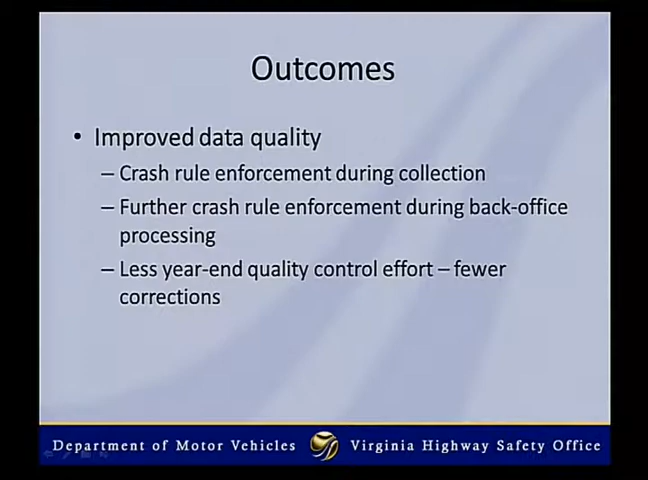 Outcomes
• Improved data quality
– Crash rule enforcement during collection
– Further crash rule enforcement during back-office
processing
– Less year-end quality control effort – fewer
corrections
Department of Motor Vehicles Virginia Highway Safety Office